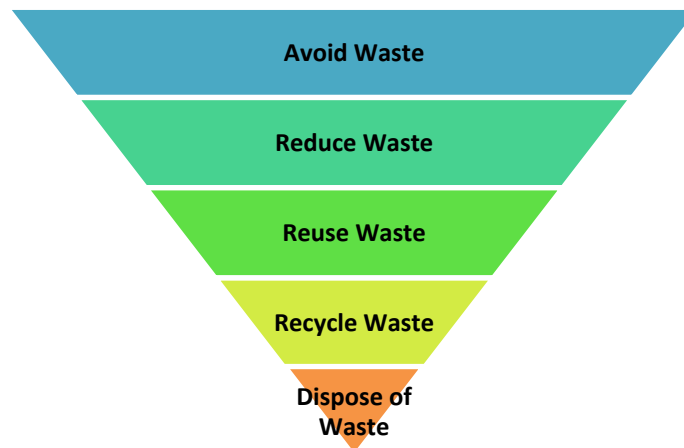 Avoid Waste
Reduce Waste
Reuse Waste
Recycle Waste
Dispose of
Waste